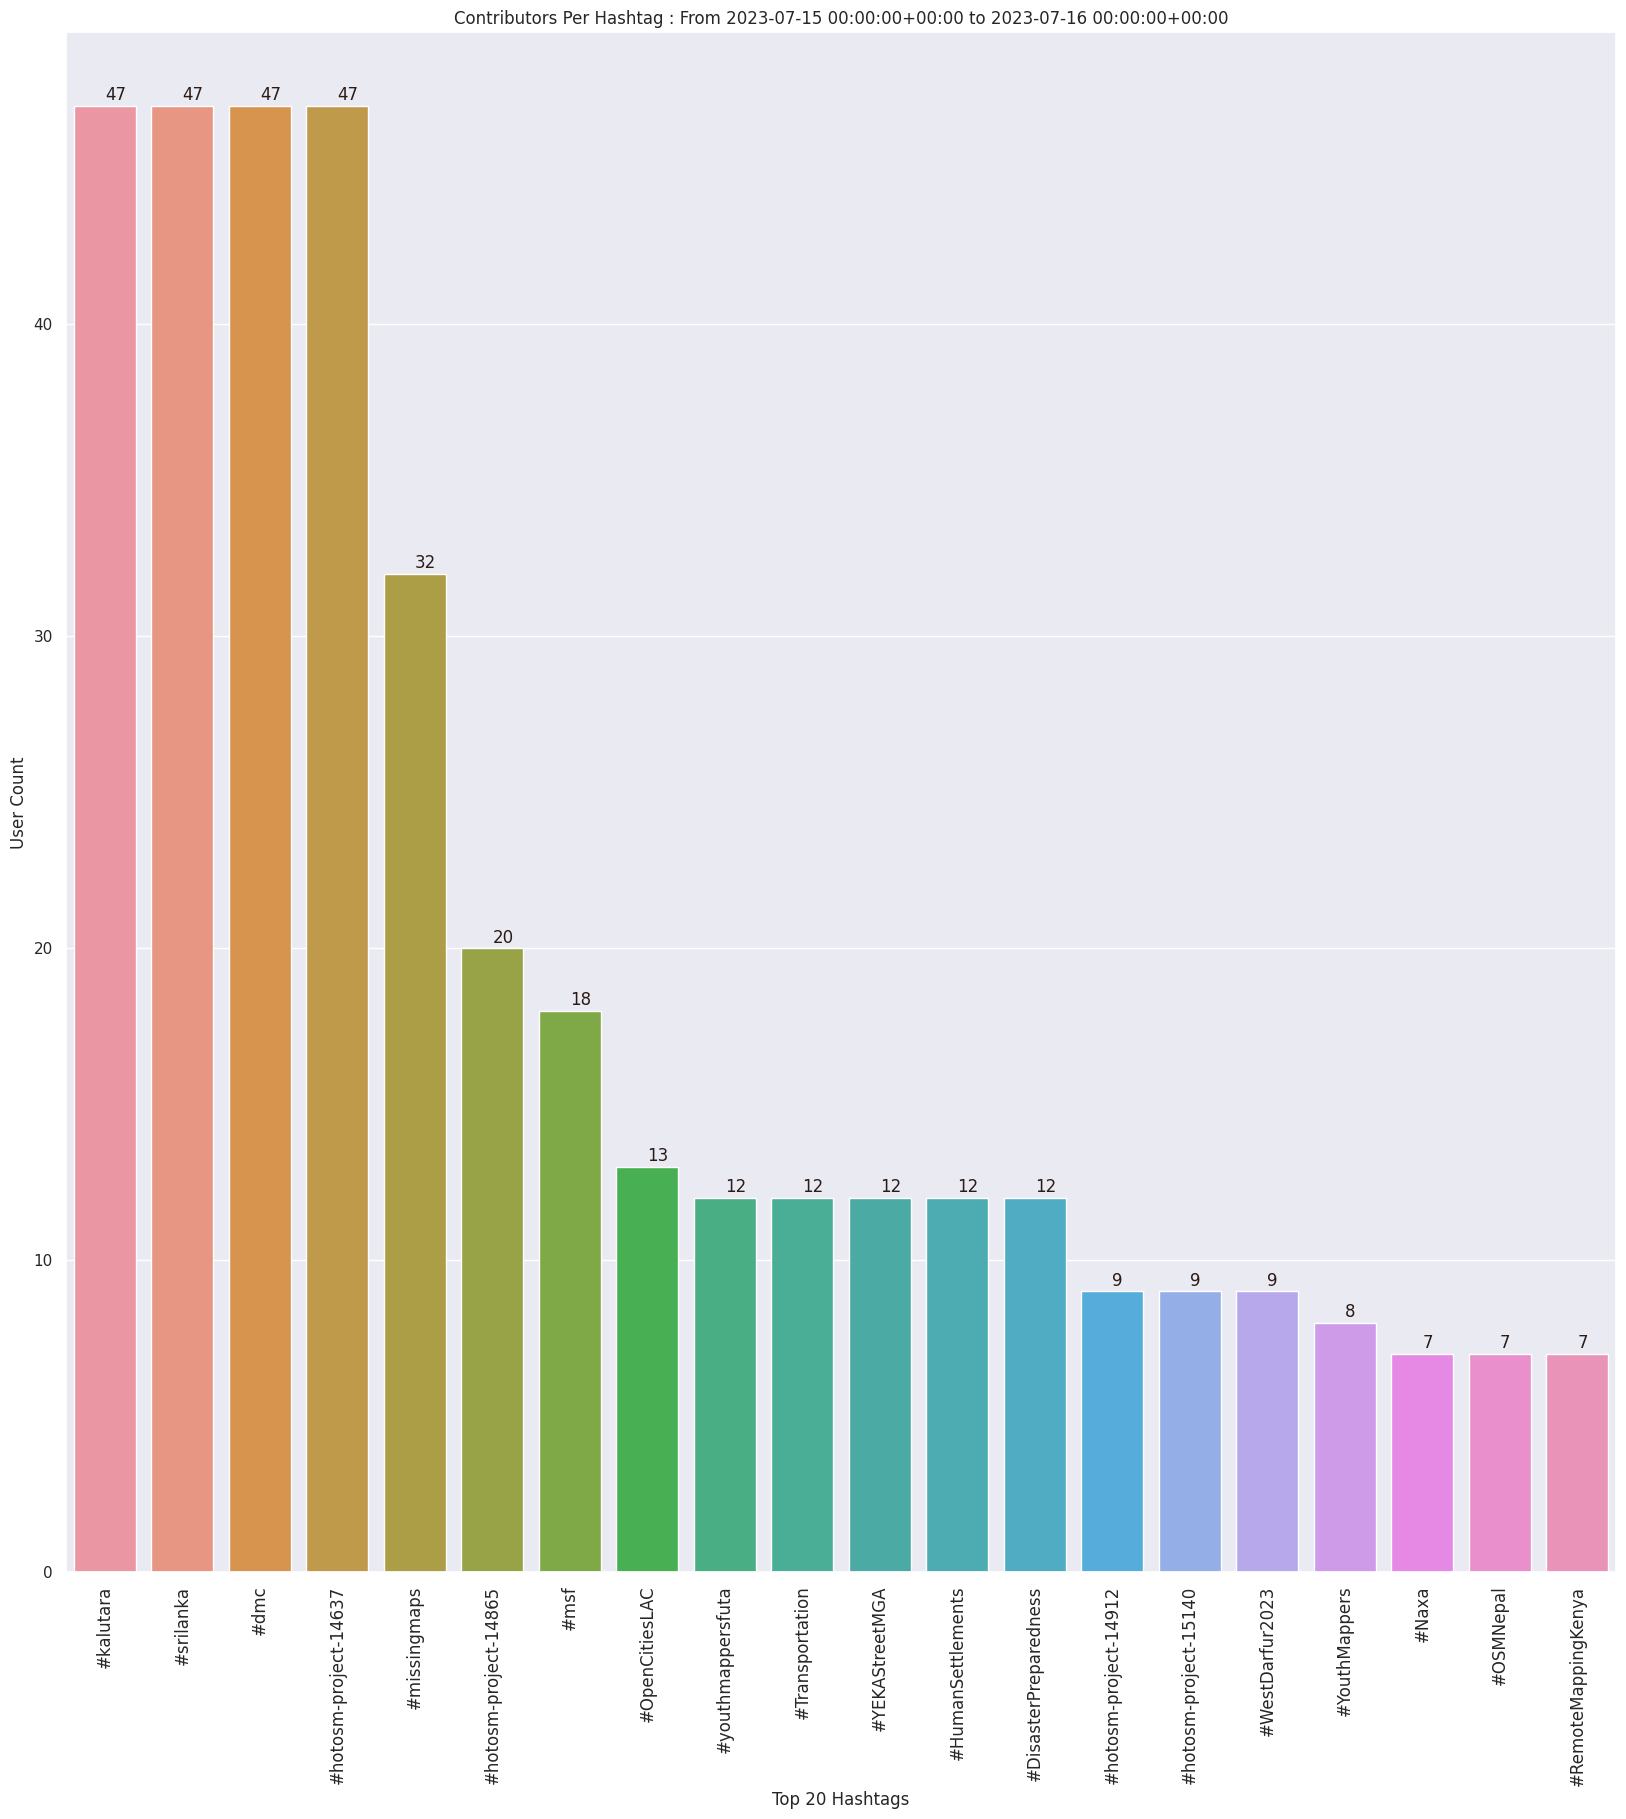 Contributors Per Hashtag : From 2023-07-15 00:00:00+00:00 to 2023-07-16 00:00:00+00:00
47
47
47
47
32
20
18
13
12
12
12
12
12
9
9
9
8
7
7
7
40
30
20
10
0
User Count
#kalutara
#srilanka
#dmc
#hotosm-project-14637
#missingmaps
#hotosm-project-14865
#msf
#OpenCitiesLAC
#youthmappersfuta
#Transportation
#YEKAStreetMGA
#HumanSettlements
#DisasterPreparedness
#hotosm-project-14912
#hotosm-project-15140
#WestDarfur2023
#YouthMappers
#Naxa
#OSMNepal
#RemoteMappingKenya
Top 20 Hashtags